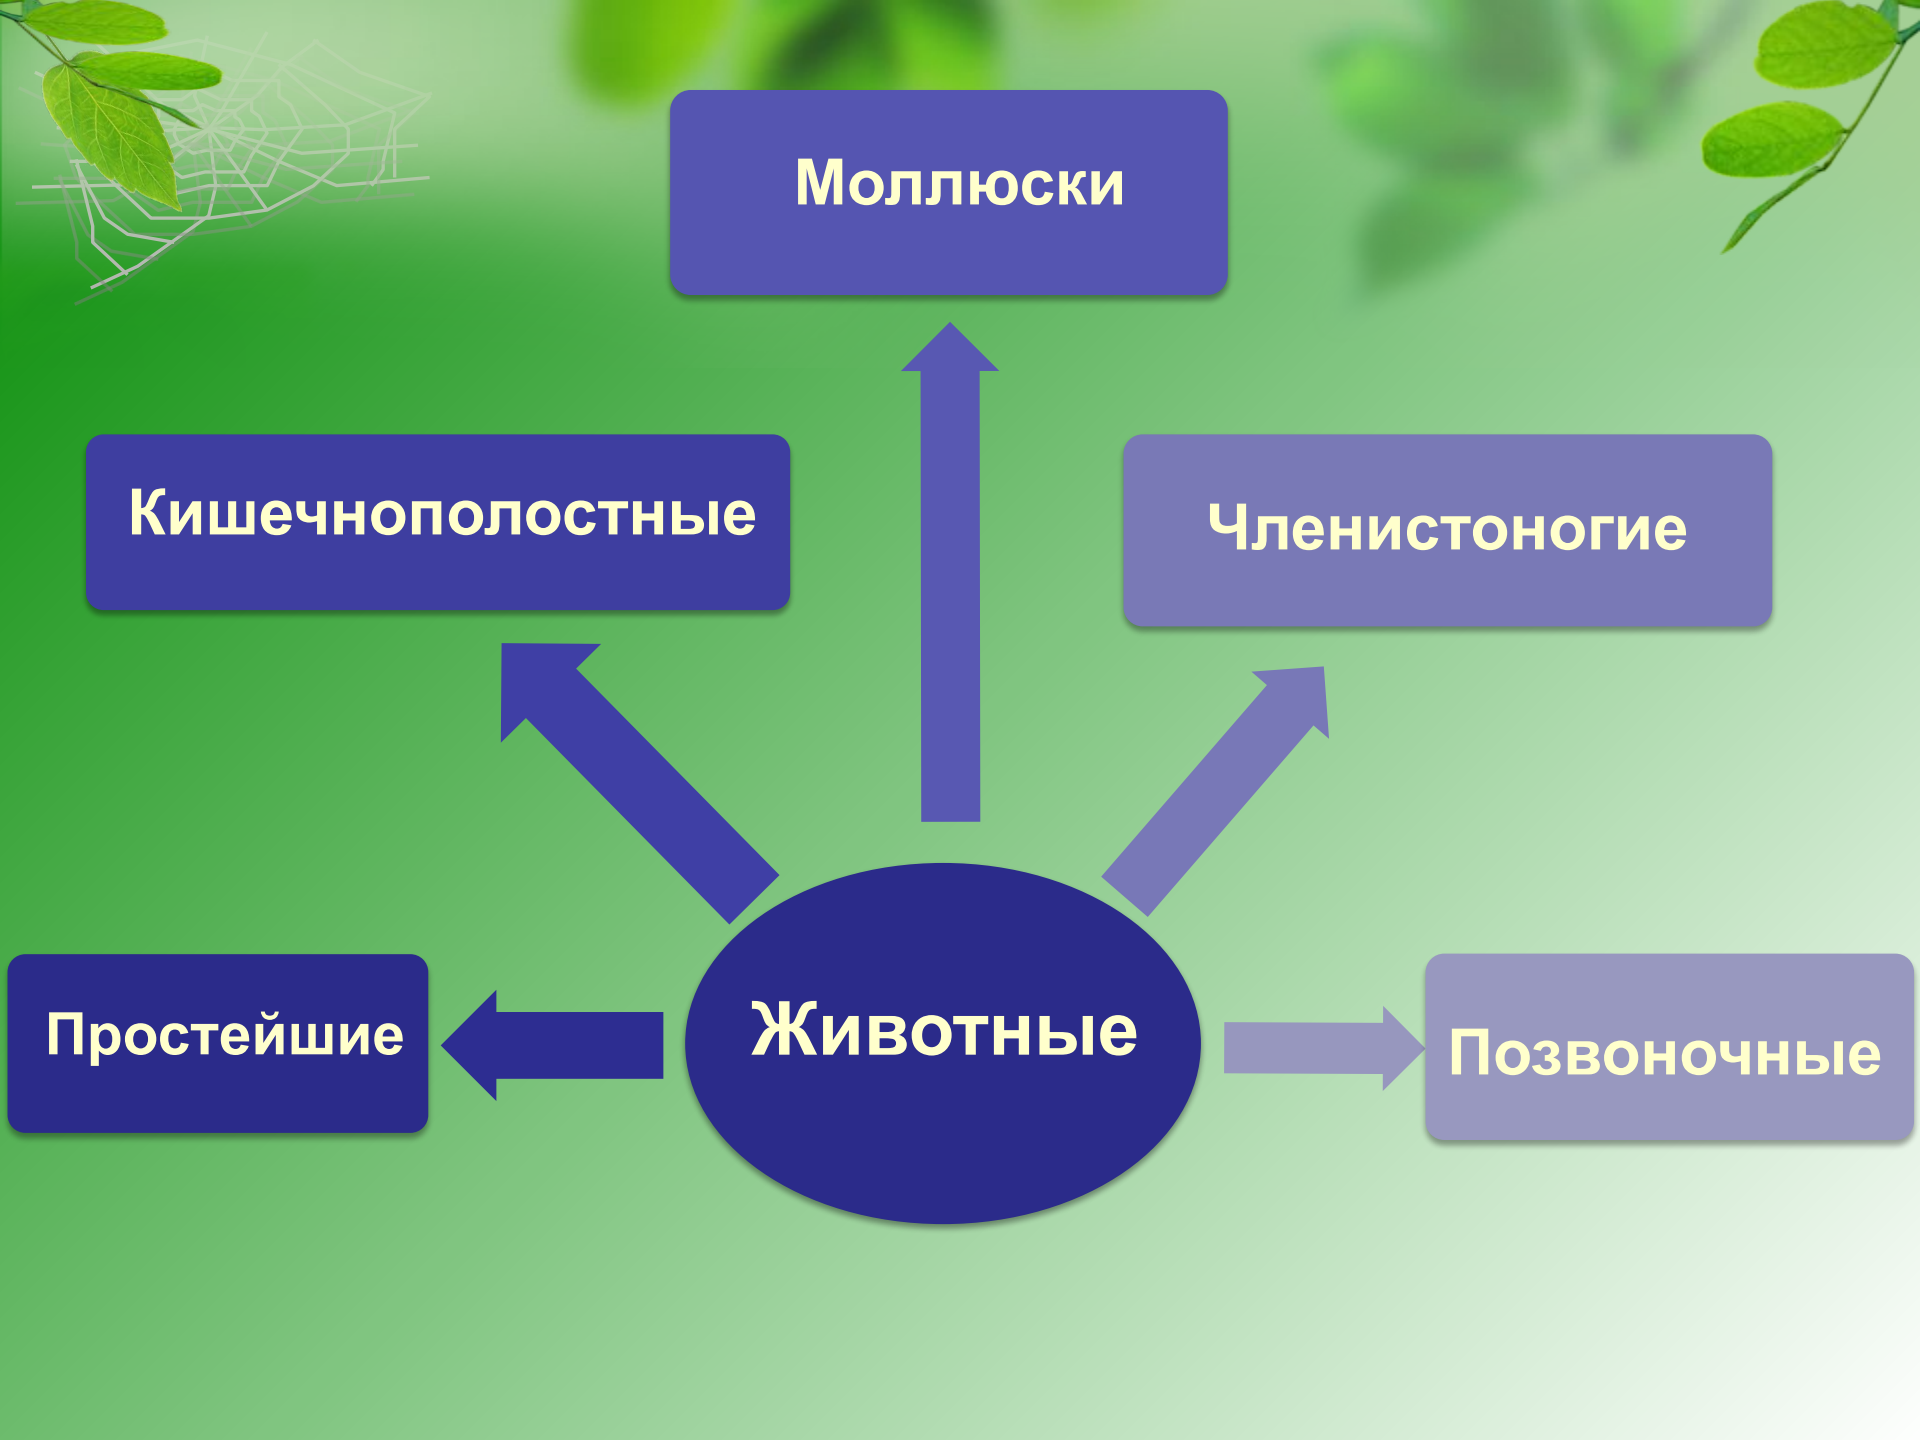 Моллюски
Кишечнополостные
Членистоногие
Простейшие
Животные
Позвоночные